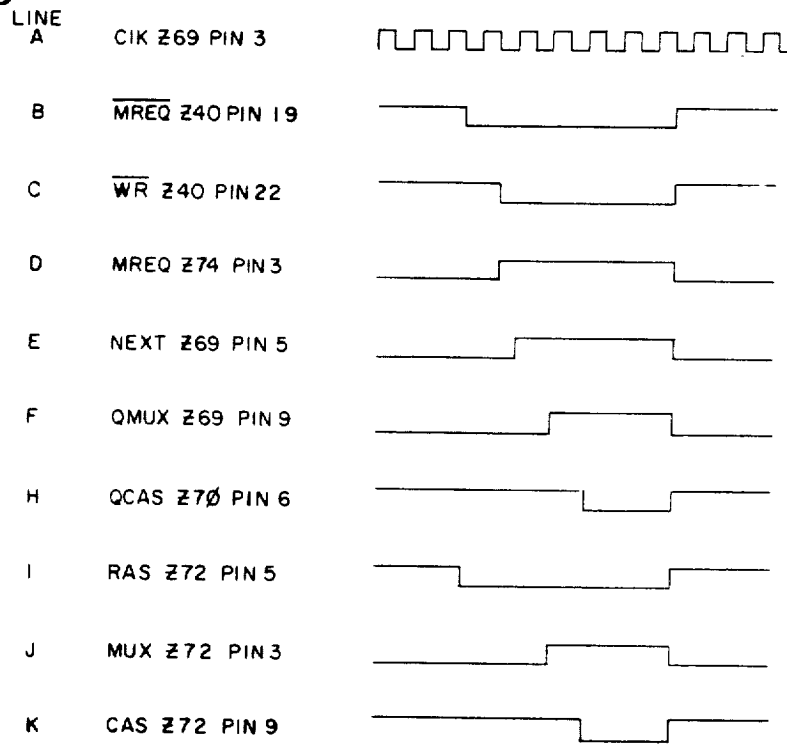 LINE
A CIK Z69 PIN 3
B MREQ Z40 PIN 19
C WR Z40 PIN 22
D MREQ Z74 PIN 3
E NEXT Z69 PIN 5
F QMUX Z69 PIN 9
H QCAS Z7Ø PIN 6
I RAS Z72 PIN 5
J MUX Z72 PIN 3
K CAS Z72 PIN 9